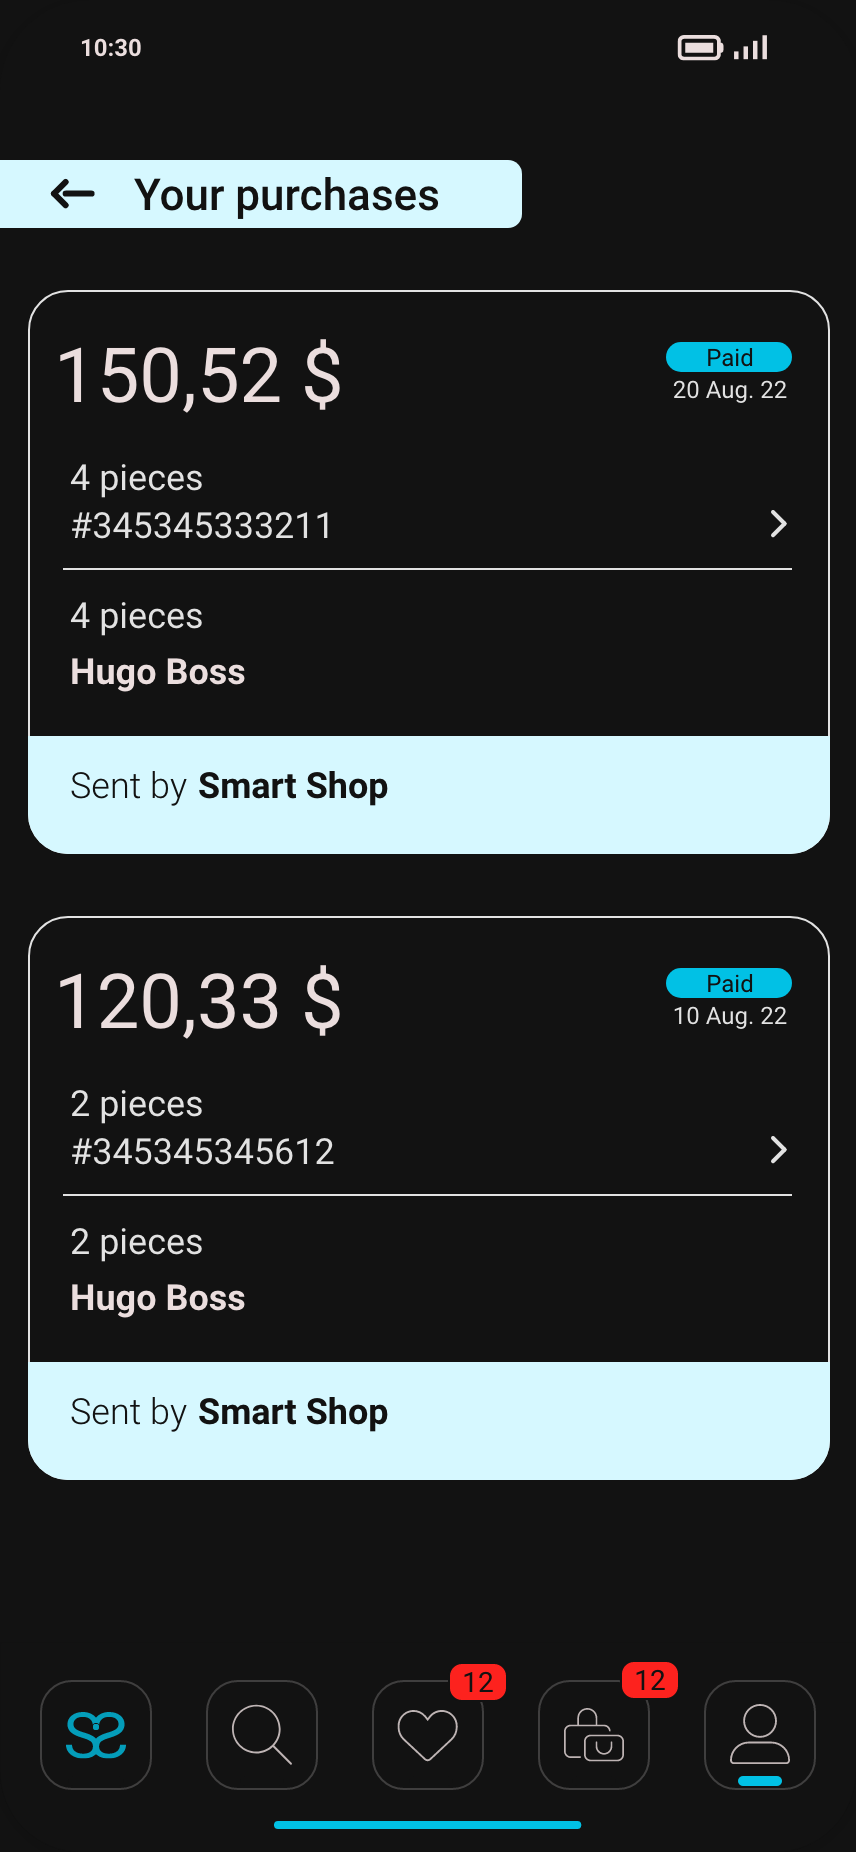 10:30
Your purchases
150,52 $
Paid
20 Aug. 22
4 pieces
#345345333211
4 pieces
Hugo Boss
Sent by Smart Shop
120,33 $
Paid
10 Aug. 22
2 pieces
#345345345612
2 pieces
Hugo Boss
Sent by Smart Shop
12
12